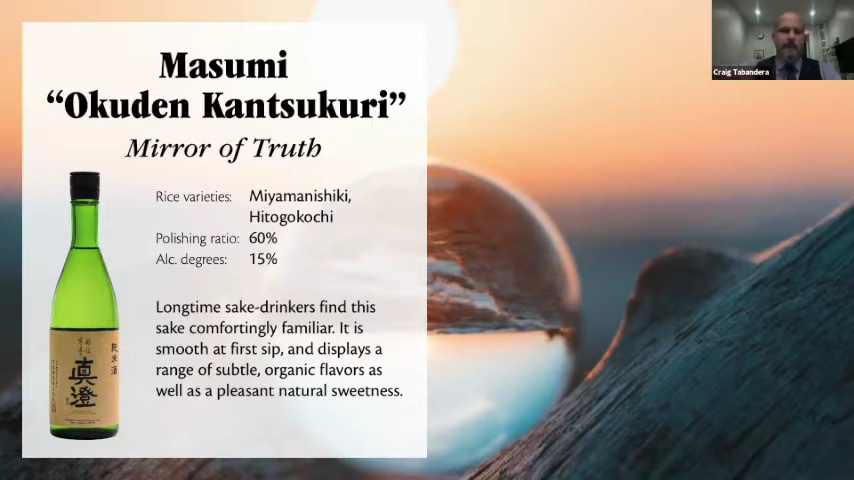 Masumi
“Okuden Kantsukuri”
Mirror of Truth
Rice varieties: Miyamanishiki,
Hitogokochi
Polishing ratio: 60%
Alc. degrees: 15%
Longtime sake-drinkers find this
sake comfortingly familiar. It is
smooth at first sip, and displays a
range of subtle, organic flavors as
well as a pleasant natural sweetness.
純米酒
真澄
Craig Tabandera